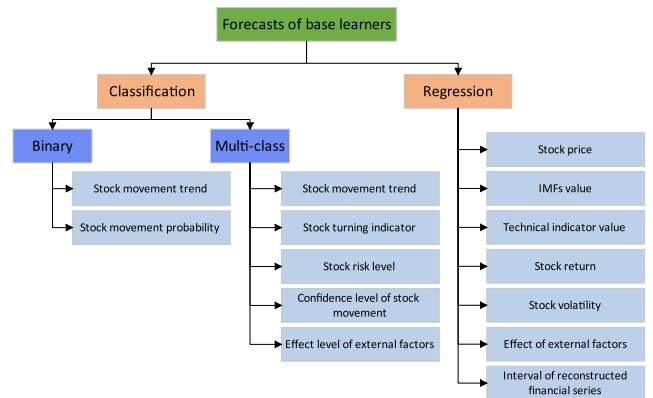 Forecasts of base learners
Classification
Regression
Binary
Multi-class
Stock movement trend
Stock movement probability
Stock movement trend
Stock turning indicator
Stock risk level
Confidence level of stock
movement
Effect level of external factors
Stock price
IMFs value
Technical indicator value
Stock return
Stock volatility
Effect of external factors
Interval of reconstructed
financial series